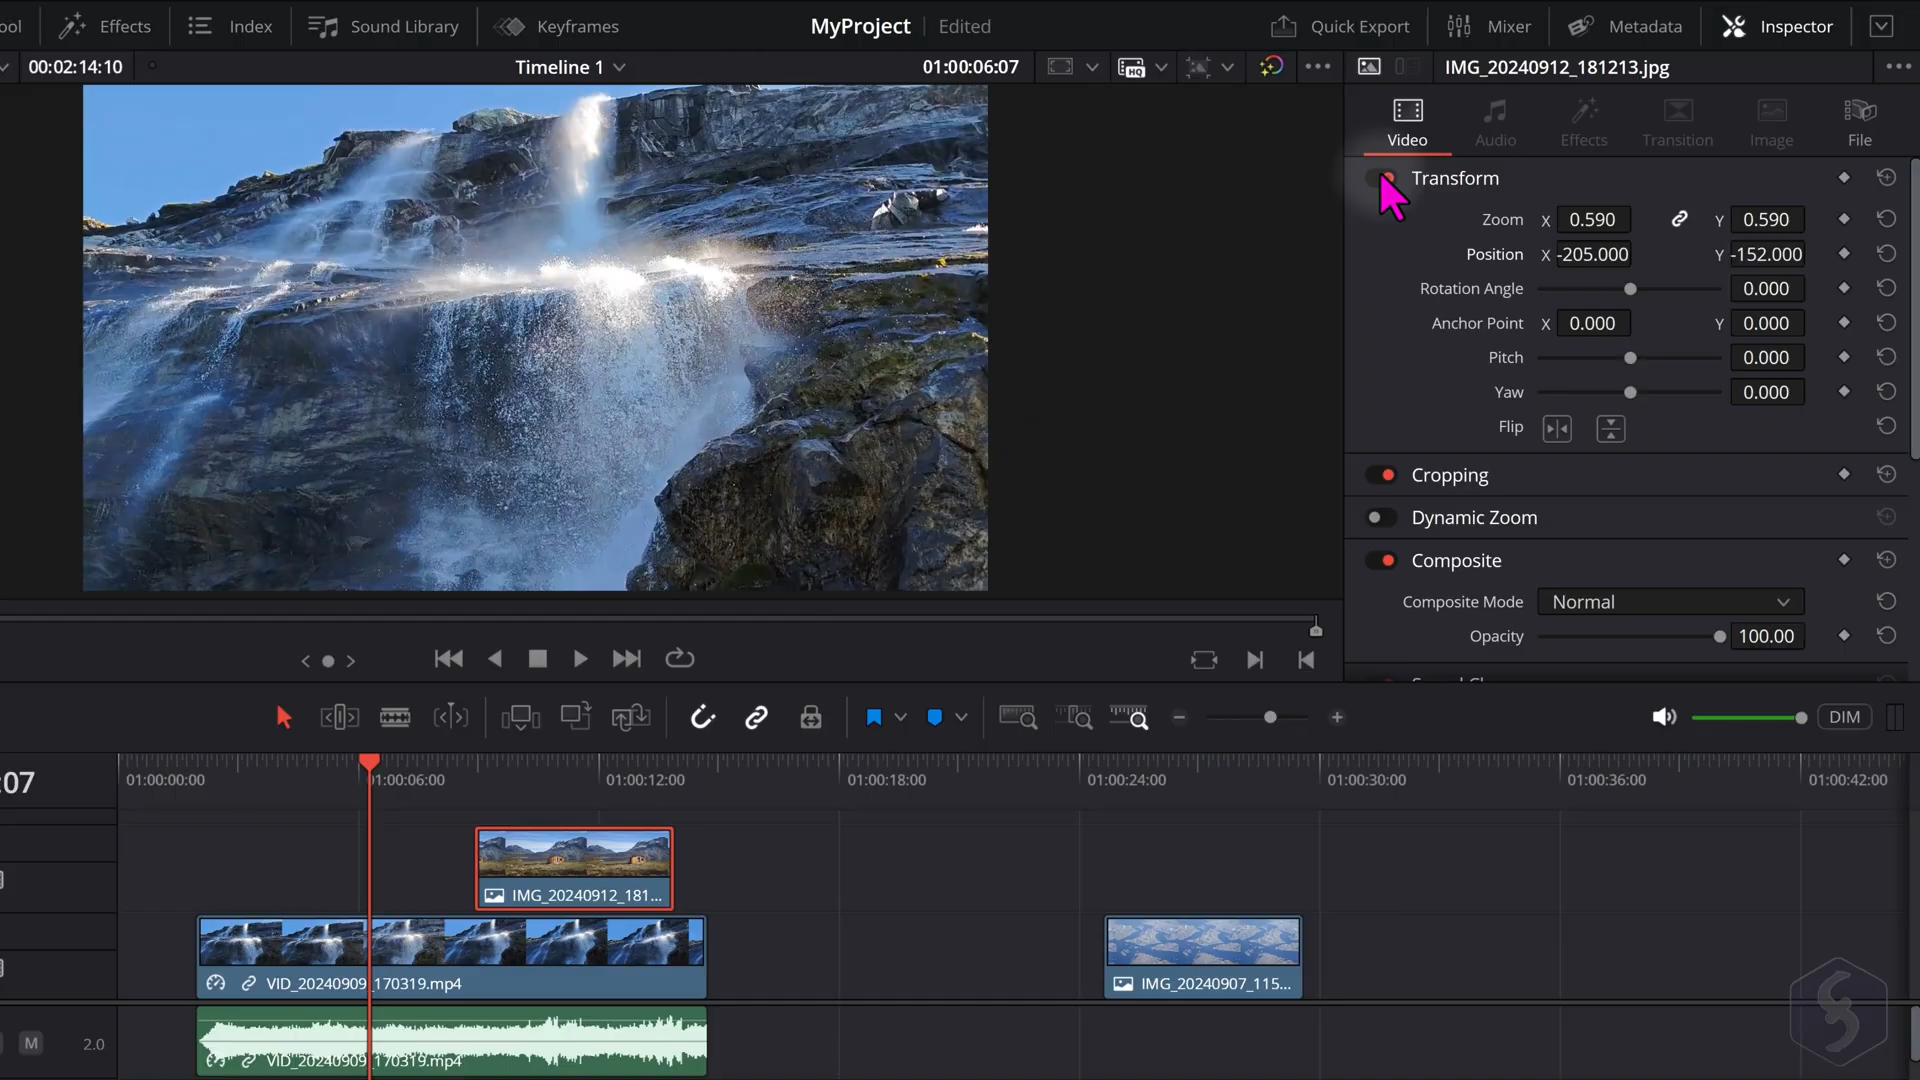 ool Effects Index Sound Library Keyframes MyProject Edited Quick Export Mixer Metadata Inspector
00:02:14:10 Timeline 1 01:00:06:07 HQ IMG_20240912_181213.jpg
Video Audio Effects Transition Image File
Transform
Zoom X 0.590 Y 0.590
Position X -205.000 Y -152.000
Rotation Angle 0.000
Anchor Point X 0.000 Y 0.000
Pitch 0.000
Yaw 0.000
Flip
Cropping
Dynamic Zoom
Composite
Composite Mode Normal
Opacity 100.00
DIM
:07 01:00:00:00 01:00:06:00 01:00:12:00 01:00:18:00 01:00:24:00 01:00:30:00 01:00:36:00 01:00:42:00
IMG_20240912_181...
VID_20240909_170319.mp4 IMG_20240907_115...
M 2.0 VID_20240909_170319.mp4